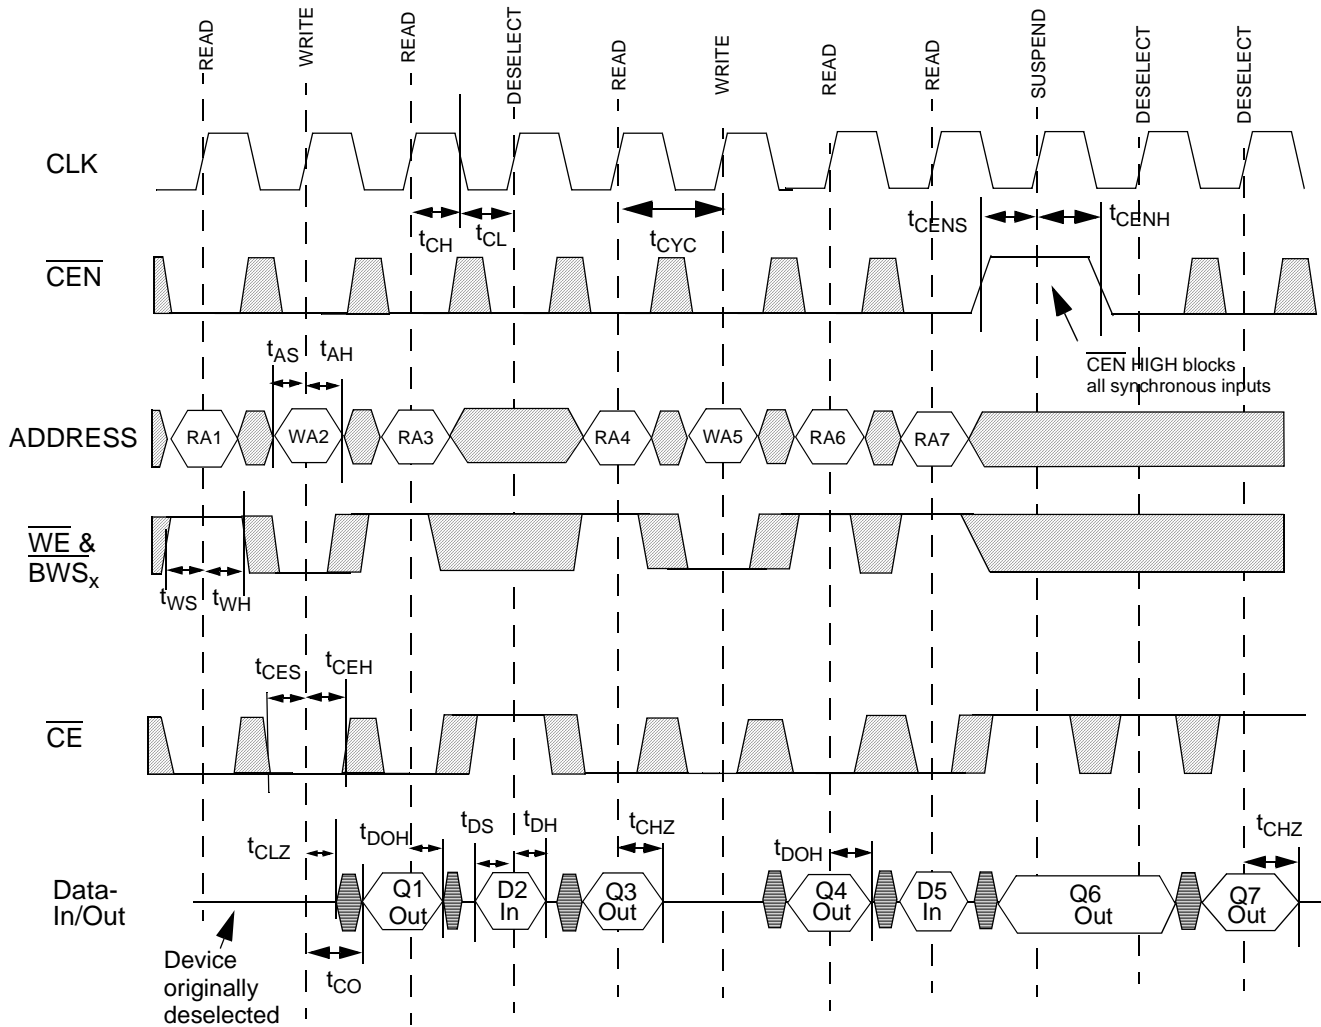 READ
WRITE
READ
DESELECT
READ
WRITE
READ
READ
SUSPEND
DESELECT
DESELECT
CLK
tCH
tCL
tCYC
tCENS
tCENH
CEN
CEN HIGH blocks
all synchronous inputs
tAS
tAH
ADDRESS
RA1
WA2
RA3
RA4
WA5
RA6
RA7
WE &
BWSx
tWS
tWH
tCES
tCEH
CE
tCLZ
tDOH
tDS
tDH
tCHZ
tDOH
tCHZ
Data-
In/Out
Q1
Out
D2
In
Q3
Out
Q4
Out
D5
In
Q6
Out
Q7
Out
tCO
Device
originally
deselected